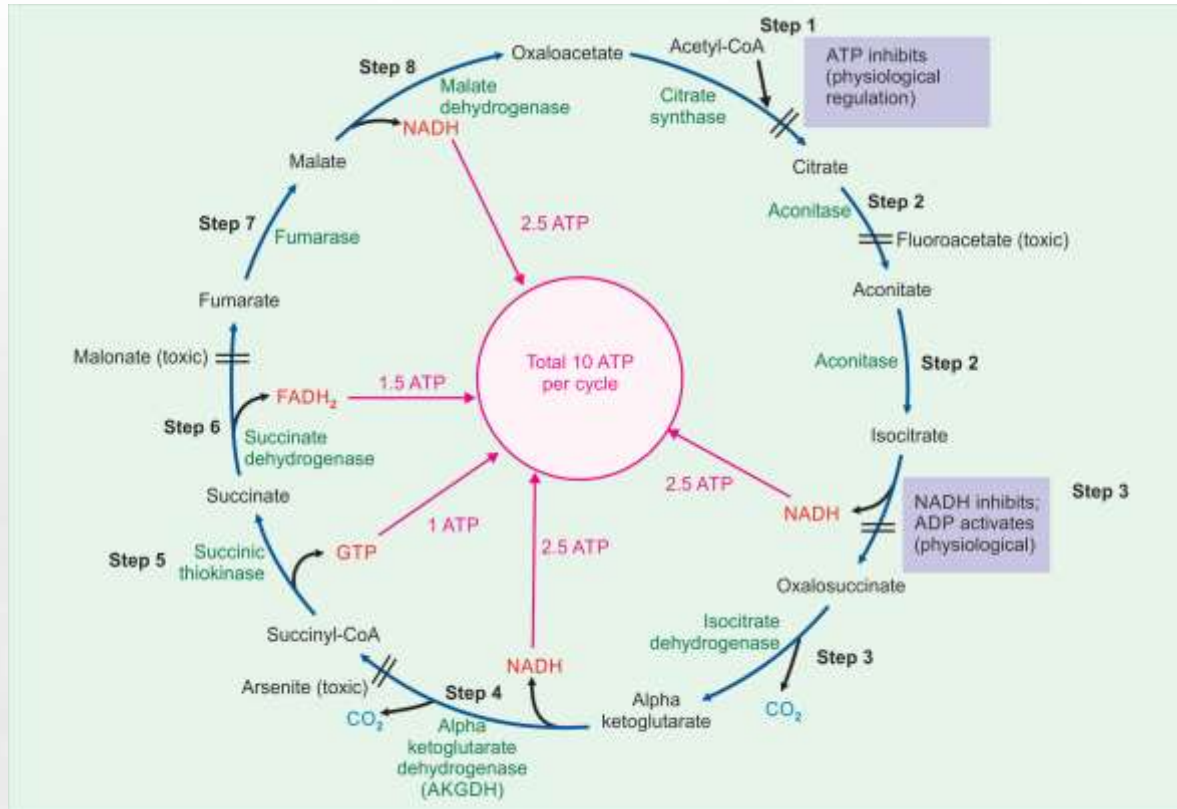 Step 1
Acetyl-CoA
Oxaloacetate
ATP inhibits
(physiological
regulation)
Step 8
Malate
dehydrogenase
NADH
Citrate
synthase
Malate
Citrate
Step 2
Aconitase
Fluoroacetate (toxic)
Step 7
Fumarase
2.5 ATP
Aconitate
Fumarate
Malonate (toxic)
Total 10 ATP
per cycle
Aconitase
Step 2
1.5 ATP
FADH₂
Step 6
Succinate
dehydrogenase
Isocitrate
Succinate
2.5 ATP
NADH
NADH inhibits;
ADP activates
(physiological)
Step 3
1 ATP
2.5 ATP
Step 5
Succinic
thiokinase
GTP
Oxalosuccinate
Isocitrate
dehydrogenase
Step 3
Succinyl-CoA
NADH
Arsenite (toxic)
Step 4
CO₂
Alpha
ketoglutarate
CO₂
Alpha
ketoglutarate
dehydrogenase
(AKGDH)